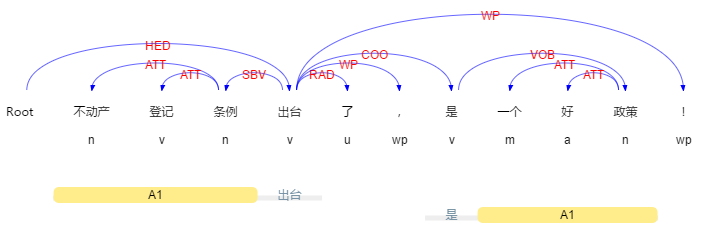 WP
HED COO VOB
ATT WP ATT
ATT SBV RAD ATT
Root 不动产 登记 条例 出台 了 , 是 一个 好 政策 !
n v n v u wp v m a n wp
A1 出台
是 A1